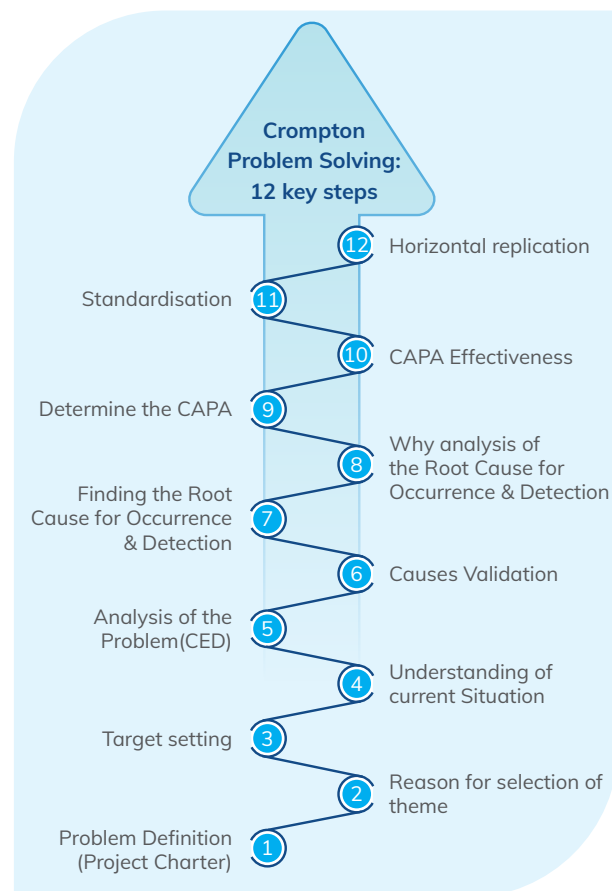 Crompton
Problem Solving:
12 key steps
12
Horizontal replication
Standardisation
11
10
CAPA Effectiveness
Determine the CAPA
9
Why analysis of
the Root Cause for
Occurrence & Detection
8
Finding the Root
Cause for Occurrence
& Detection
7
6
Causes Validation
Analysis of the
Problem(CED)
5
Understanding of
current Situation
4
Target setting
3
Reason for selection of
theme
2
Problem Definition
(Project Charter)
1